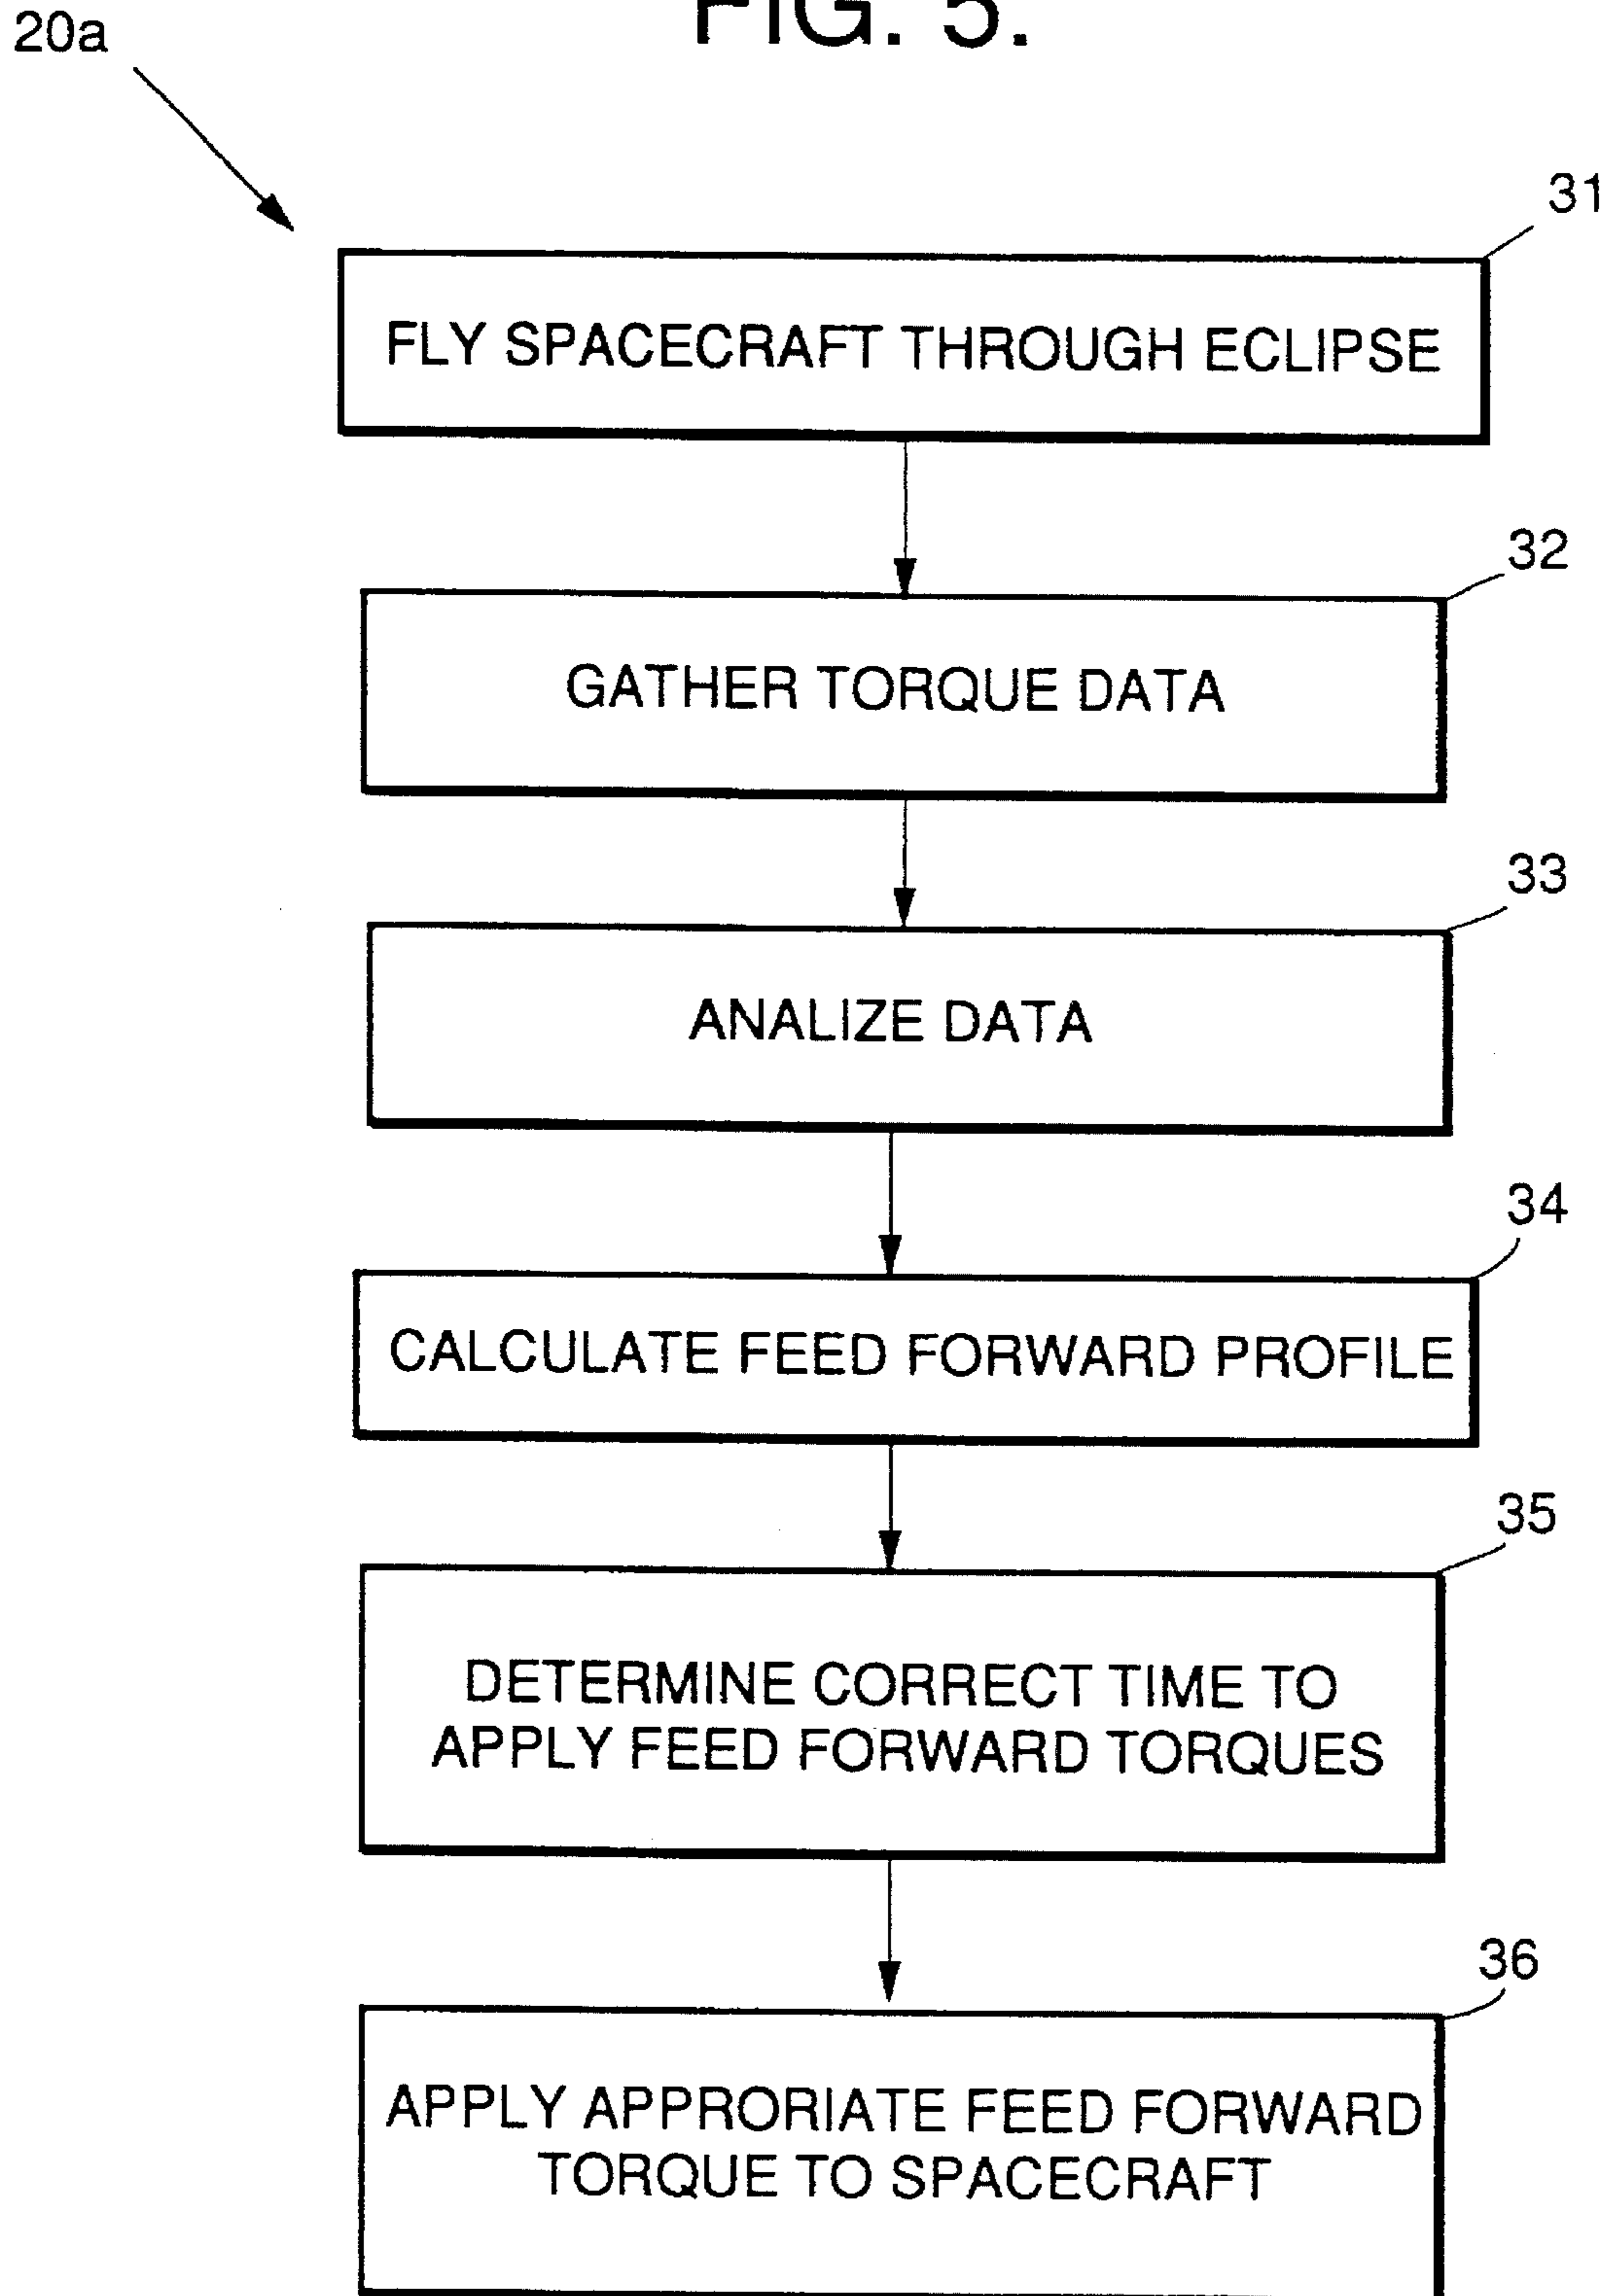 FIG. 5.
20a
31
FLY SPACECRAFT THROUGH ECLIPSE
32
GATHER TORQUE DATA
33
ANALIZE DATA
34
CALCULATE FEED FORWARD PROFILE
35
DETERMINE CORRECT TIME TO
APPLY FEED FORWARD TORQUES
36
APPLY APPRORIATE FEED FORWARD
TORQUE TO SPACECRAFT